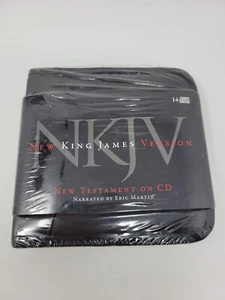 14
NKJV
New King James Version
New Testament on CD
Narrated by Eric Martin